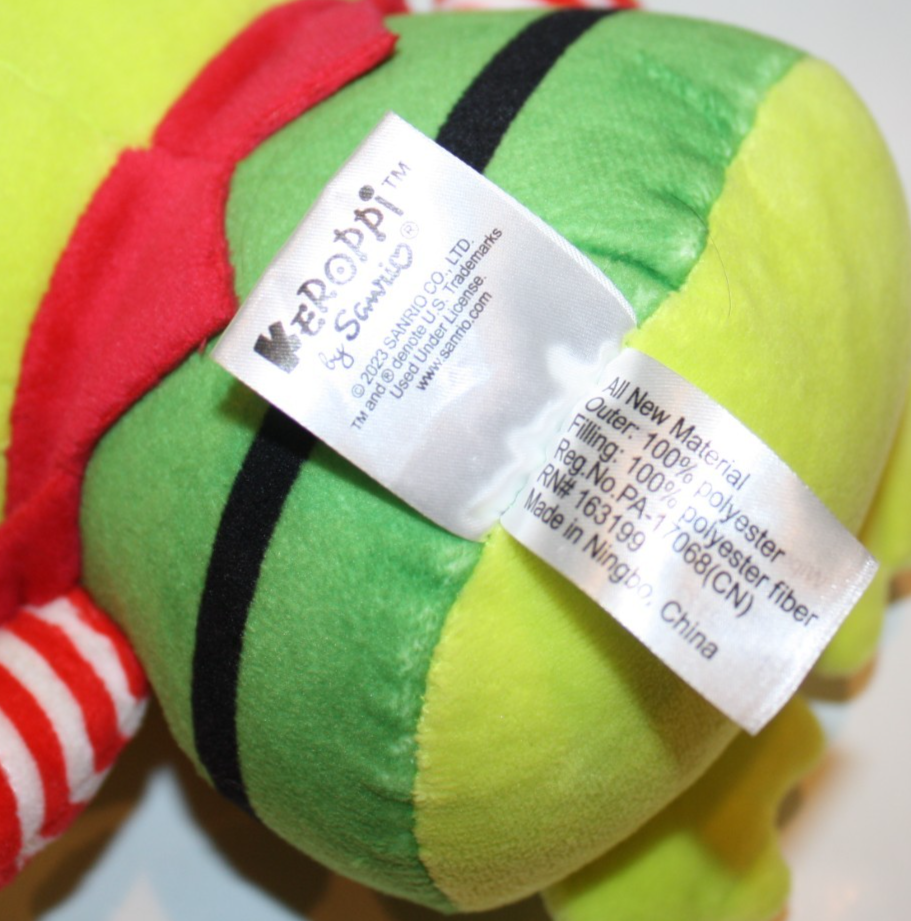 KEROPPI™
by Sanrio®
© 2023 SANRIO CO., LTD.
TM and ® denote U.S. Trademarks
Used Under License.
www.sanrio.com
All New Material
Outer: 100% polyester
Filling: 100% polyester fiber
Reg.No.PA-17068(CN)
RN# 163199
Made in Ningbo, China